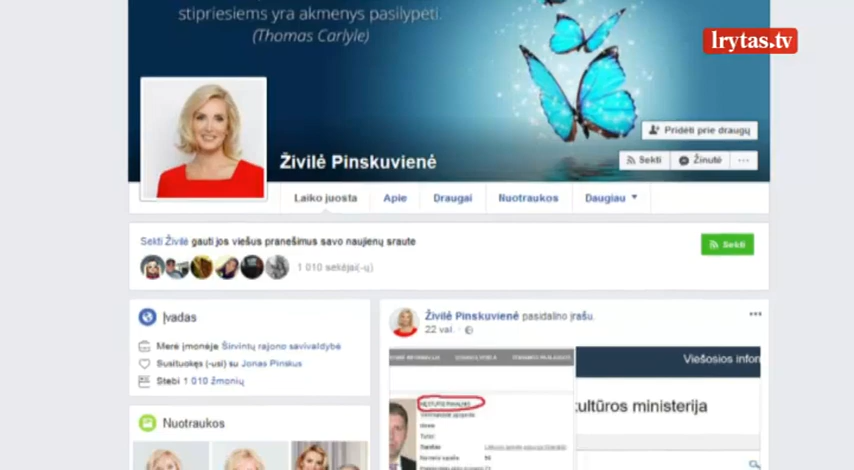 stipriesiems yra akmenys pasilypėti.
(Thomas Carlyle)
lrytas.tv
Pridėti prie draugų
Živilė Pinskuvienė
Sekti
Žinutė
Laiko juosta
Apie
Draugai
Nuotraukos
Daugiau
Sekti Živilė gauti jos viešus pranešimus savo naujienų sraute
Sekti
1 010 sekėjai(-ų)
Įvadas
Merė įmonėje Širvintų rajono savivaldybė
Susituokęs (-usi) su Jonas Pinskus
Stebi 1 010 žmonių
Nuotraukos
Živilė Pinskuvienė pasidalino įrašu.
22 val.
Viešosios infor
kultūros ministerija